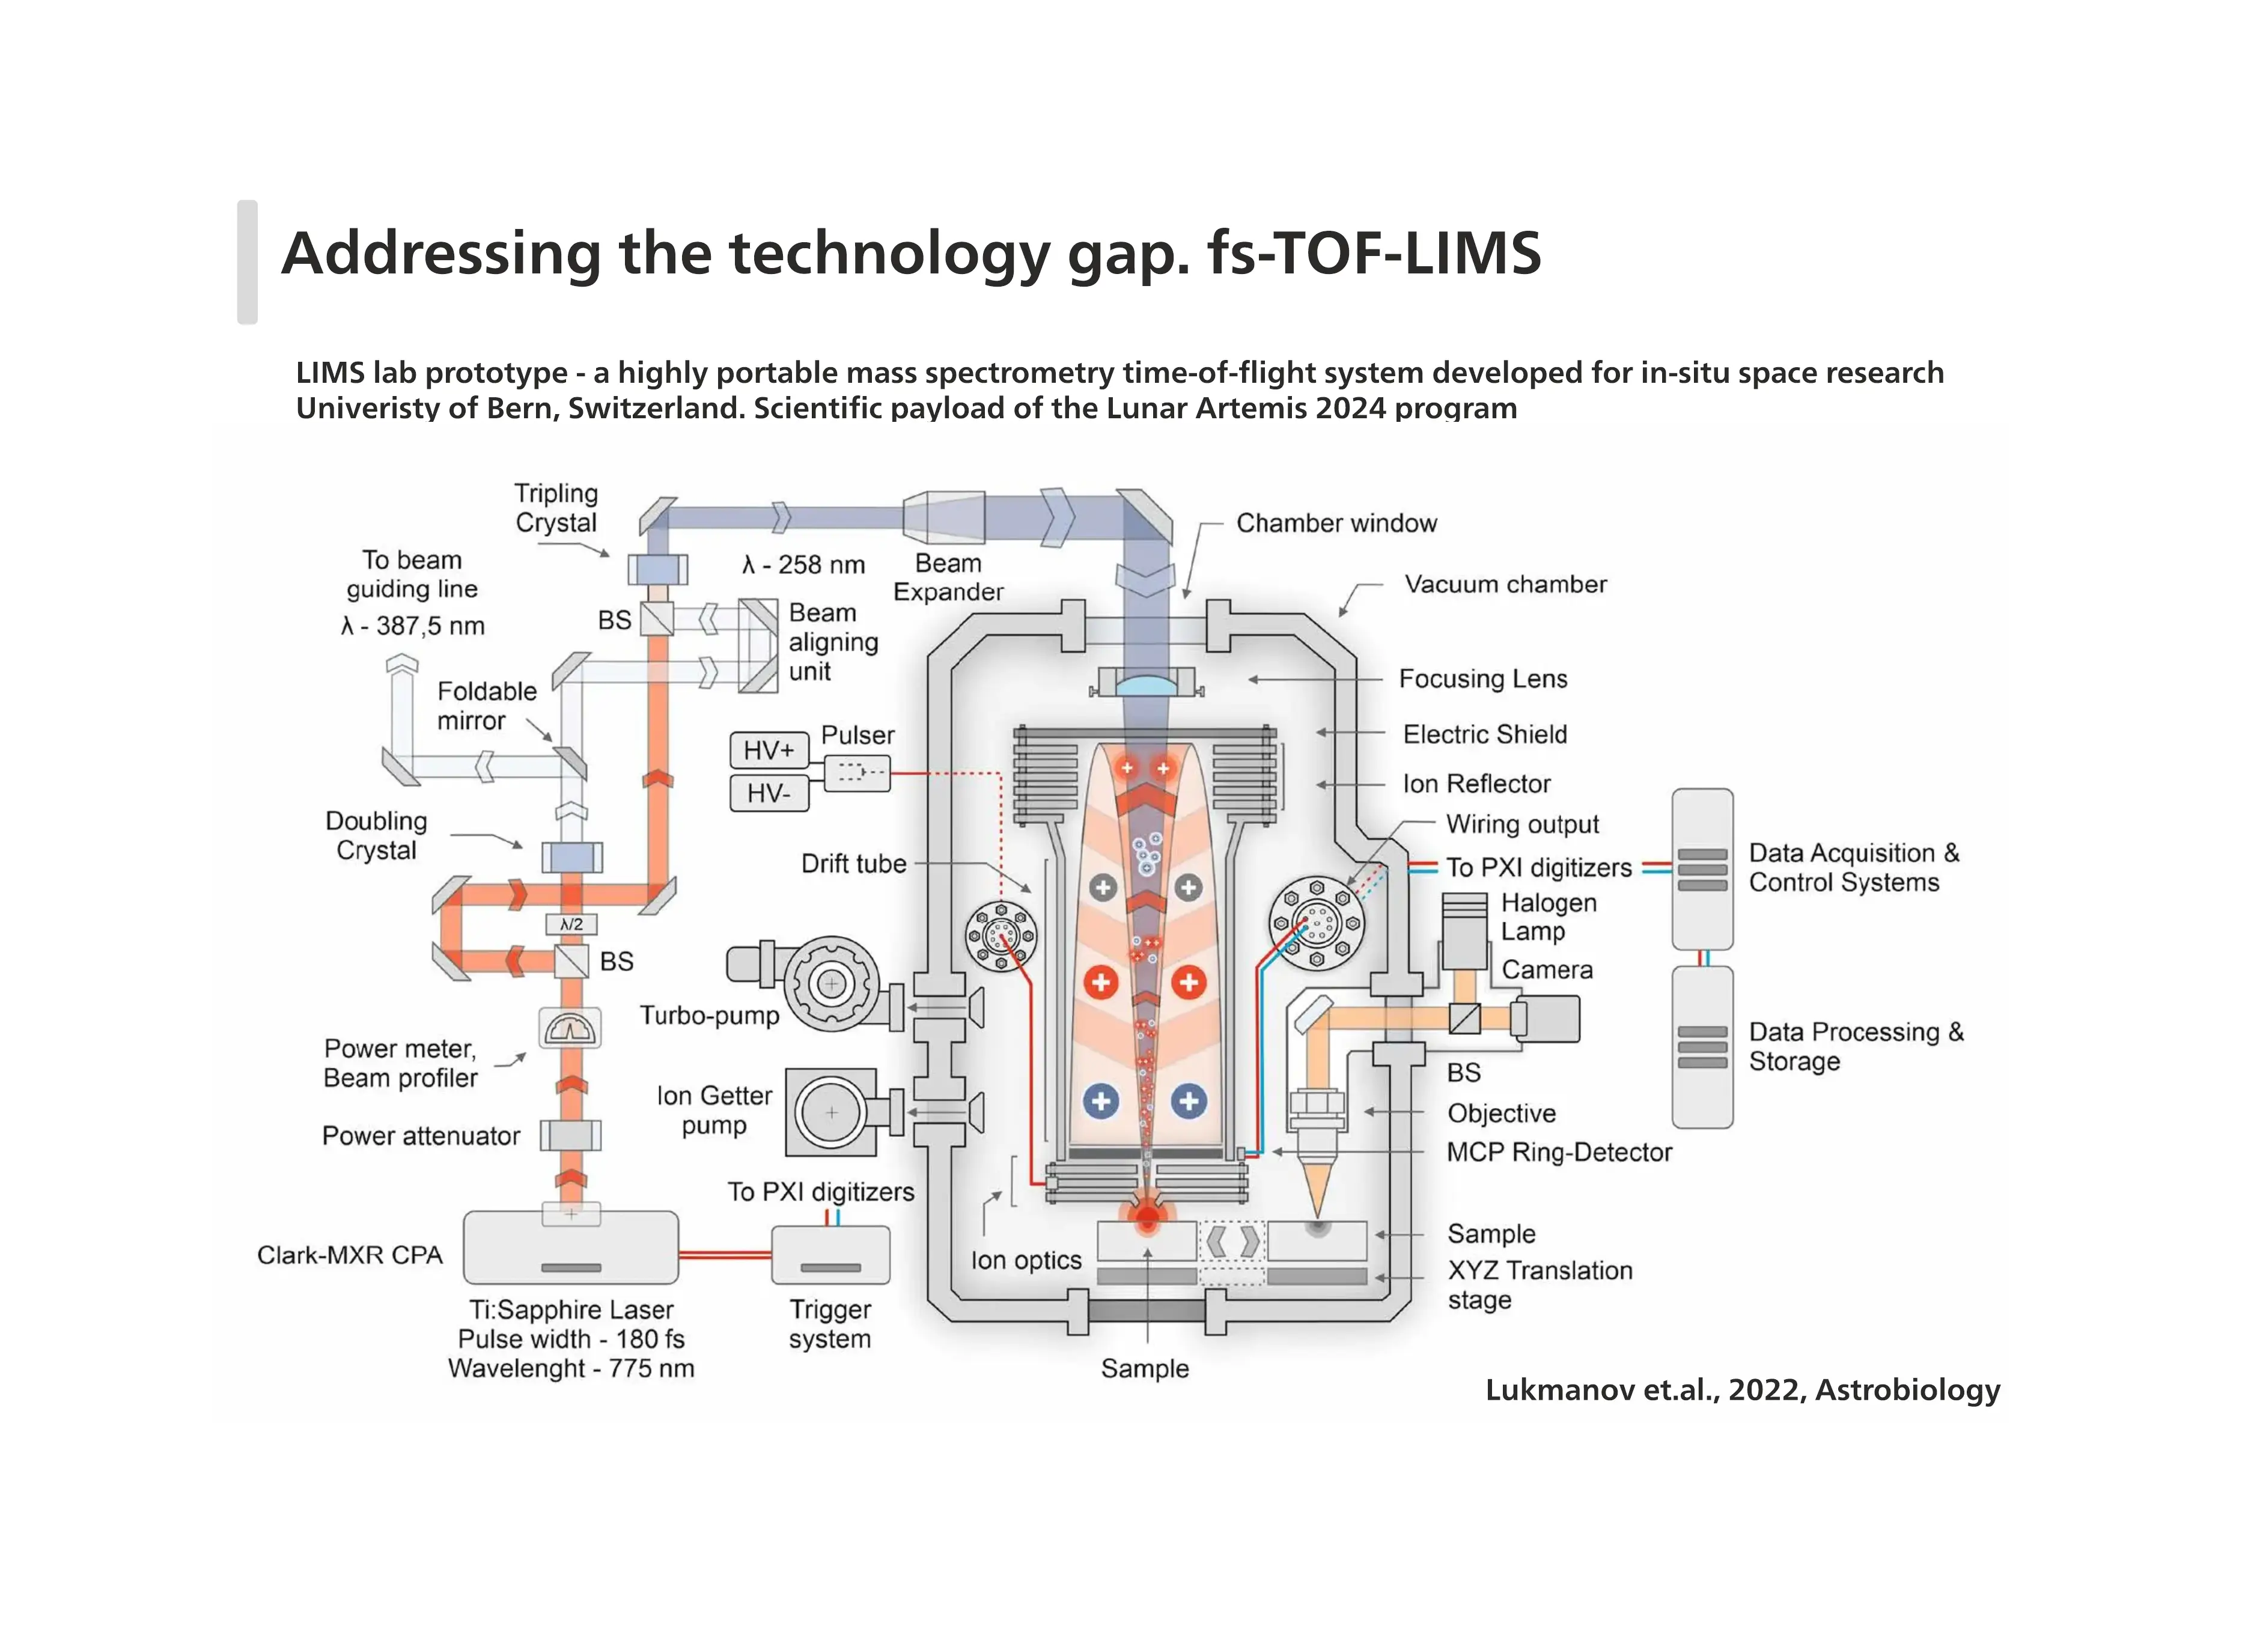 Addressing the technology gap. fs-TOF-LIMS
LIMS lab prototype - a highly portable mass spectrometry time-of-flight system developed for in-situ space research
Univeristy of Bern, Switzerland. Scientific payload of the Lunar Artemis 2024 program
Tripling
Crystal
To beam
guiding line
λ - 387,5 nm
λ - 258 nm
Beam
Expander
Chamber window
Vacuum chamber
BS
Beam
aligning
unit
Foldable
mirror
Focusing Lens
Electric Shield
Ion Reflector
HV+
HV-
Pulser
Wiring output
To PXI digitizers
Data Acquisition &
Control Systems
Doubling
Crystal
Drift tube
Halogen
Lamp
Camera
λ/2
BS
Turbo-pump
Data Processing &
Storage
Power meter,
Beam profiler
BS
Ion Getter
pump
Objective
Power attenuator
MCP Ring-Detector
To PXI digitizers
Clark-MXR CPA
Ion optics
Sample
XYZ Translation
stage
Ti:Sapphire Laser
Pulse width - 180 fs
Wavelenght - 775 nm
Trigger
system
Sample
Lukmanov et.al., 2022, Astrobiology